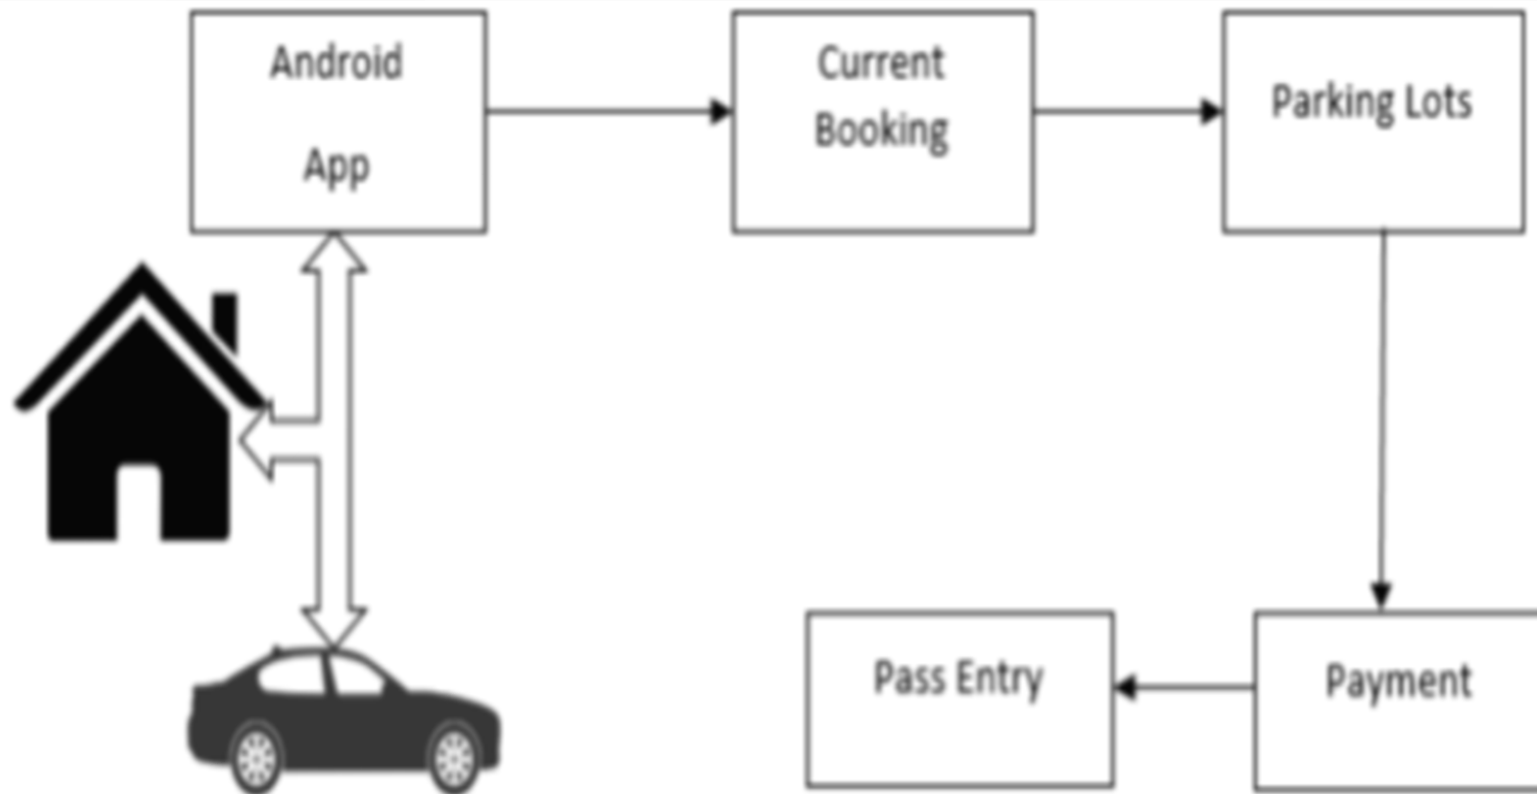 Android
App
Current
Booking
Parking Lots
Pass Entry
Payment